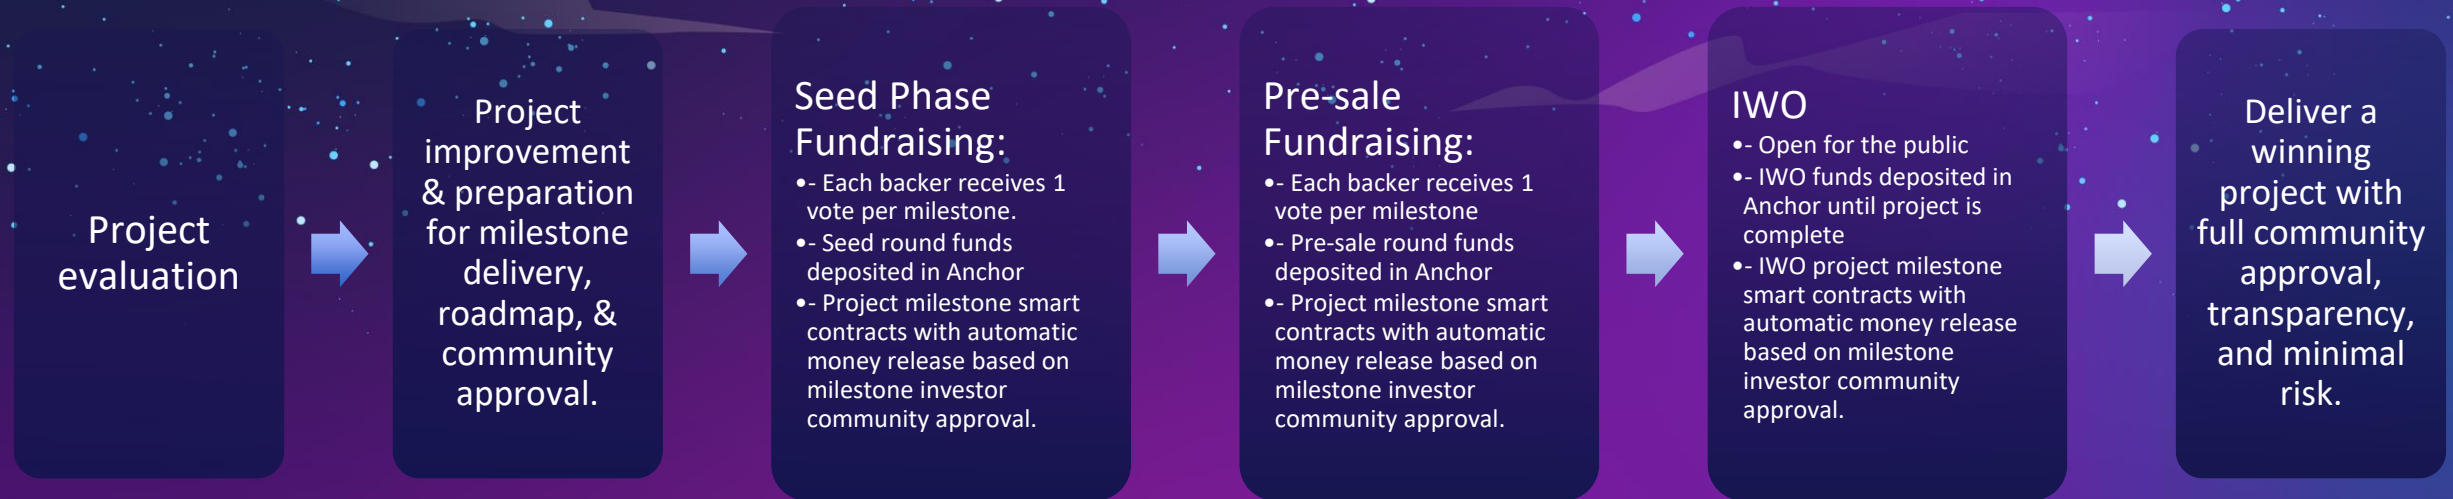 Project
evaluation
Project
improvement
& preparation
for milestone
delivery,
roadmap, &
community
approval.
Seed Phase
Fundraising:
•- Each backer receives 1
vote per milestone.
•- Seed round funds
deposited in Anchor
•- Project milestone smart
contracts with automatic
money release based on
milestone investor
community approval.
Pre-sale
Fundraising:
•- Each backer receives 1
vote per milestone
•- Pre-sale round funds
deposited in Anchor
•- Project milestone smart
contracts with automatic
money release based on
milestone investor
community approval.
IWO
•- Open for the public
•- IWO funds deposited in
Anchor until project is
complete
•- IWO project milestone
smart contracts with
automatic money release
based on milestone
investor community
approval.
Deliver a
winning
project with
full community
approval,
transparency,
and minimal
risk.